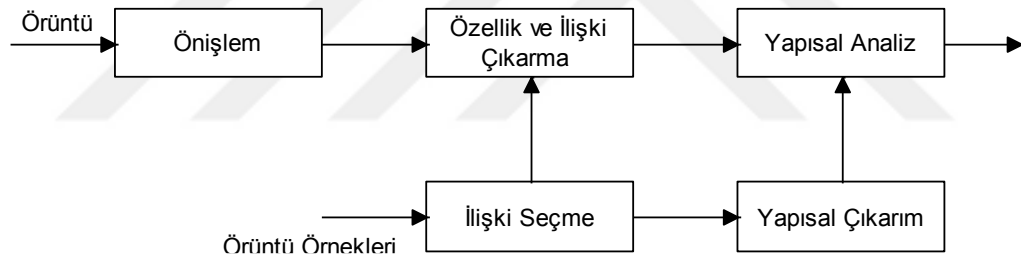 Örüntü
Önişlem
Özellik ve İlişki
Çıkarma
Yapısal Analiz
İlişki Seçme
Yapısal Çıkarım
Örüntü Örnekleri